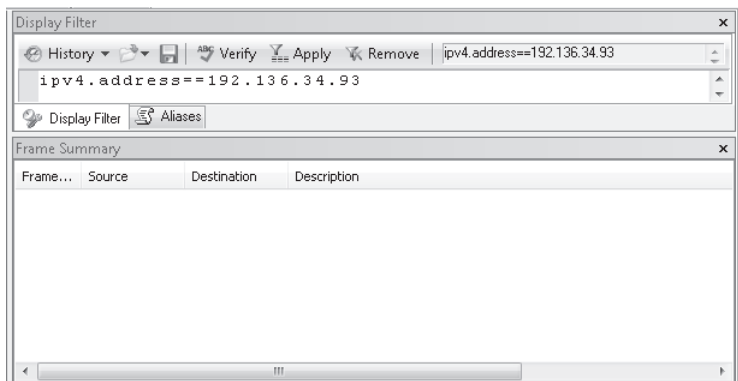 Display Filter
History Verify Apply Remove ipv4.address==192.136.34.93
ipv4.address==192.136.34.93
Display Filter Aliases
Frame Summary
Frame... Source Destination Description